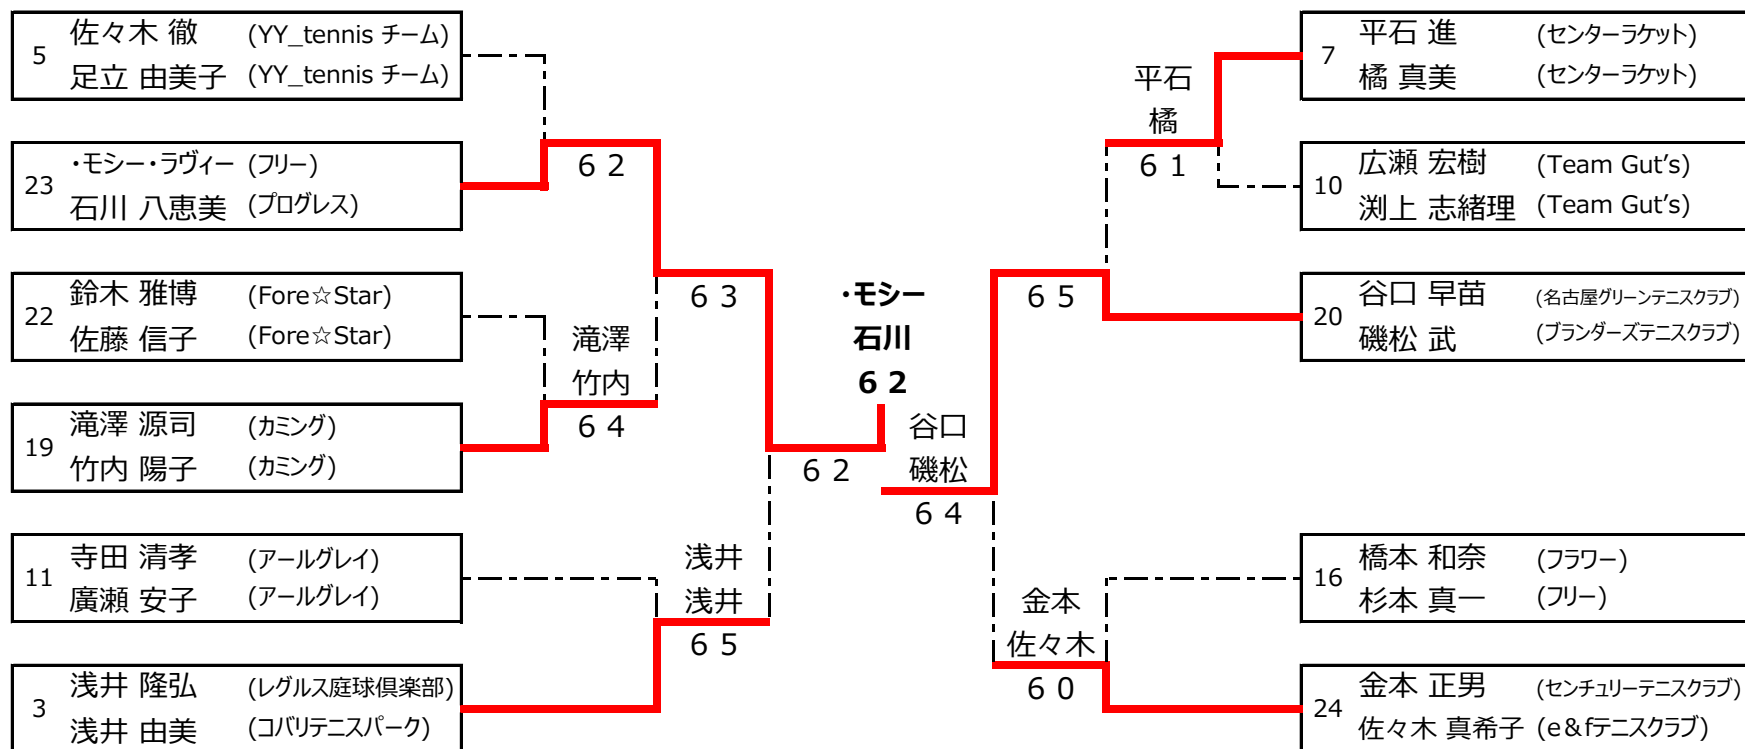 5
佐々木 徹 (YY_tennis チーム)
足立 由美子 (YY_tennis チーム)
23
・モシー・ラヴィー (フリー)
石川 八恵美 (プログレス)
22
鈴木 雅博 (Fore☆Star)
佐藤 信子 (Fore☆Star)
19
滝澤 源司 (カミング)
竹内 陽子 (カミング)
11
寺田 清孝 (アールグレイ)
廣瀬 安子 (アールグレイ)
3
浅井 隆弘 (レグルス庭球倶楽部)
浅井 由美 (コバリテニスパーク)
6 2
滝澤
竹内
6 4
6 3
浅井
浅井
6 5
6 2
・モシー
石川
6 2
谷口
磯松
6 4
6 5
平石
橘
6 1
金本
佐々木
6 0
7
平石 進 (センターラケット)
橘 真美 (センターラケット)
10
広瀬 宏樹 (Team Gut's)
渕上 志緒理 (Team Gut's)
20
谷口 早苗 (名古屋グリーンテニスクラブ)
磯松 武 (ブランダーズテニスクラブ)
16
橋本 和奈 (フラワー)
杉本 真一 (フリー)
24
金本 正男 (センチュリーテニスクラブ)
佐々木 真希子 (e&fテニスクラブ)